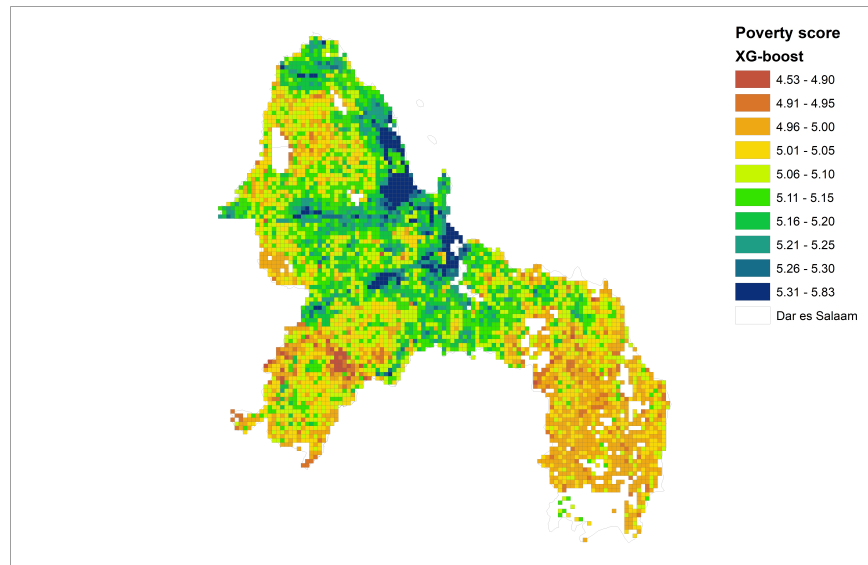 Poverty score
XG-boost
4.53 - 4.90
4.91 - 4.95
4.96 - 5.00
5.01 - 5.05
5.06 - 5.10
5.11 - 5.15
5.16 - 5.20
5.21 - 5.25
5.26 - 5.30
5.31 - 5.83
Dar es Salaam